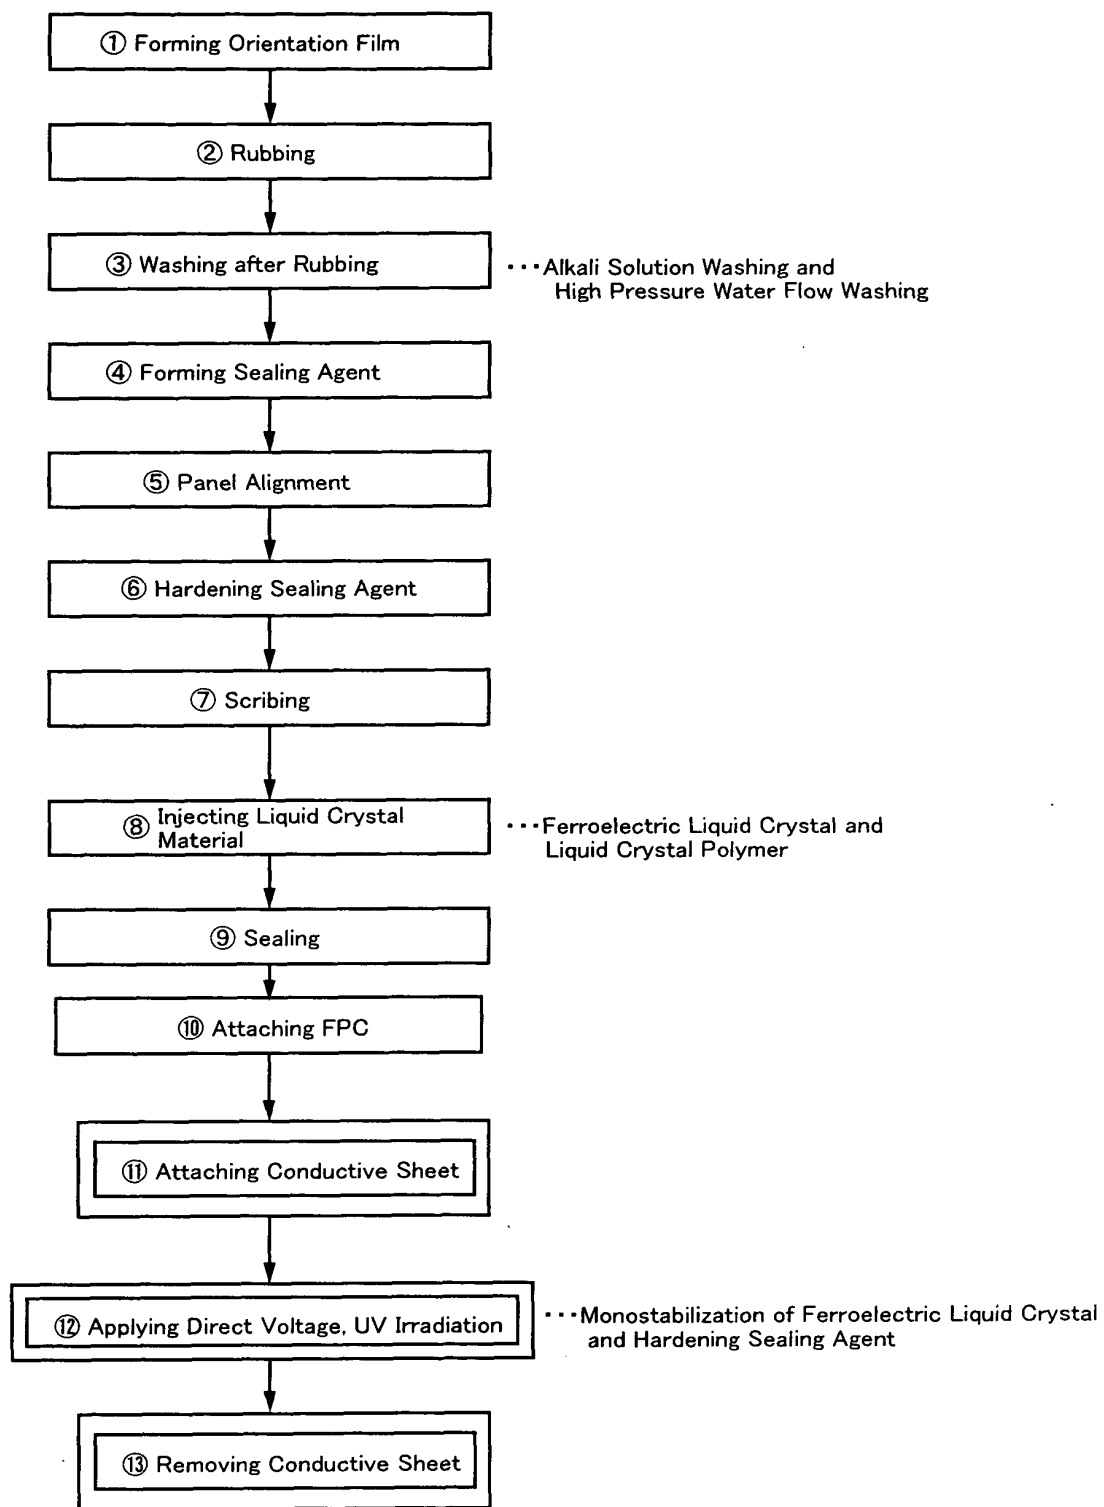 ① Forming Orientation Film
② Rubbing
③ Washing after Rubbing
･･･Alkali Solution Washing and
High Pressure Water Flow Washing
④ Forming Sealing Agent
⑤ Panel Alignment
⑥ Hardening Sealing Agent
⑦ Scribing
⑧ Injecting Liquid Crystal
Material
･･･Ferroelectric Liquid Crystal and
Liquid Crystal Polymer
⑨ Sealing
⑩ Attaching FPC
⑪ Attaching Conductive Sheet
⑫ Applying Direct Voltage, UV Irradiation
･･･Monostabilization of Ferroelectric Liquid Crystal
and Hardening Sealing Agent
⑬ Removing Conductive Sheet